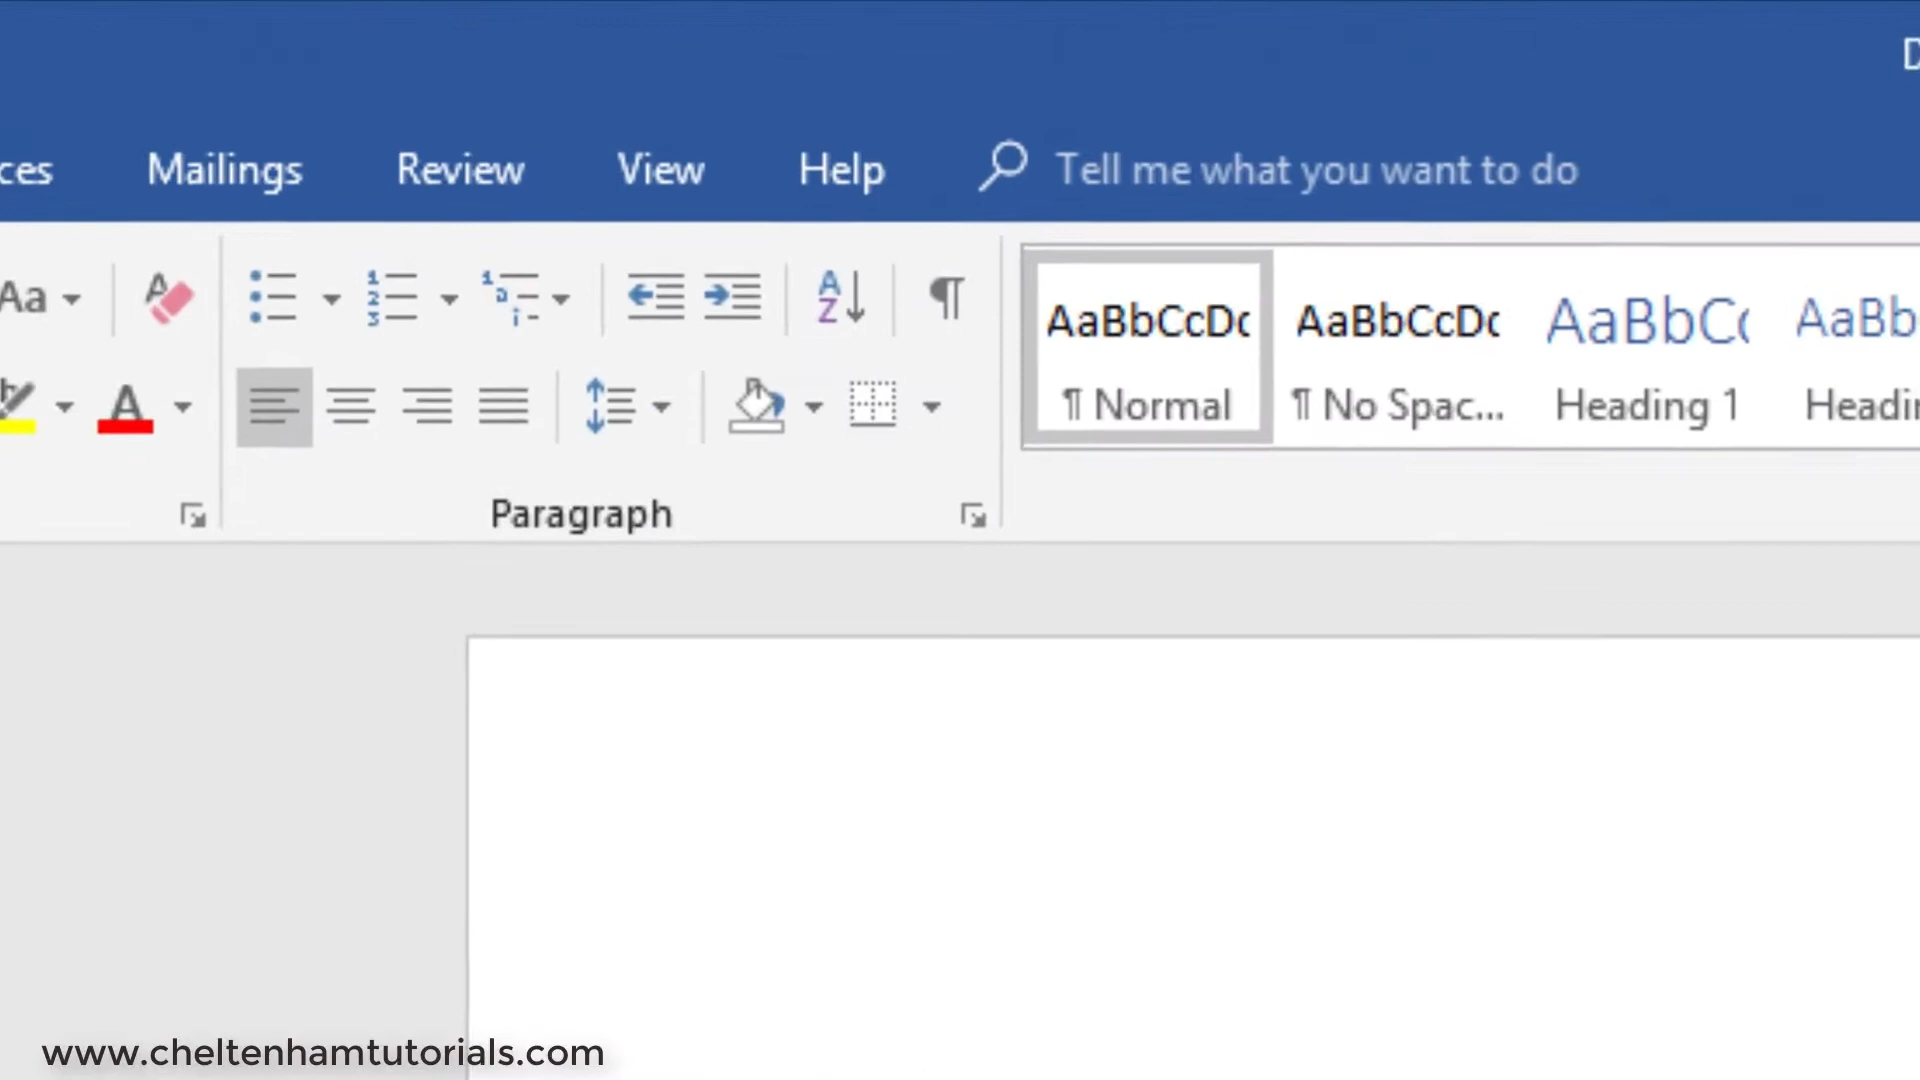 ces Mailings Review View Help Tell me what you want to do
Aa
AaBbCcDc AaBbCcDc AaBbC AaBb
¶ Normal ¶ No Spac... Heading 1 Headin
Paragraph
www.cheltenhamtutorials.com